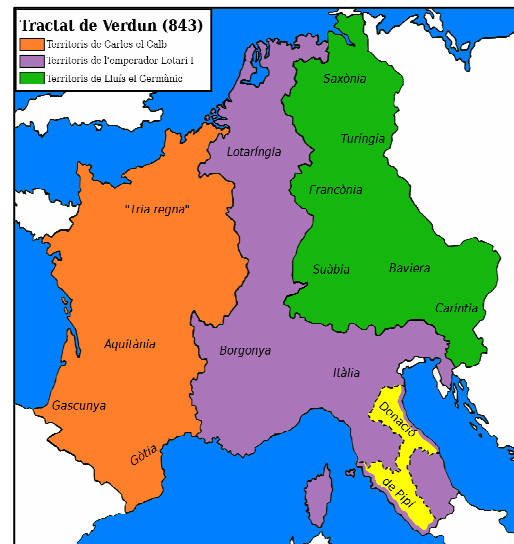 Tractat de Verdun (843)
Territoris de Carles el Calb
Territoris de l'emperador Lotari I
Territoris de Lluís el Germànic
Saxònia
Turíngia
Lotaríngia
Francònia
"Tria regna"
Suàbia
Baviera
Caríntia
Aquitània
Borgonya
Itàlia
Gascunya
Donació
Gòtia
de Pipí